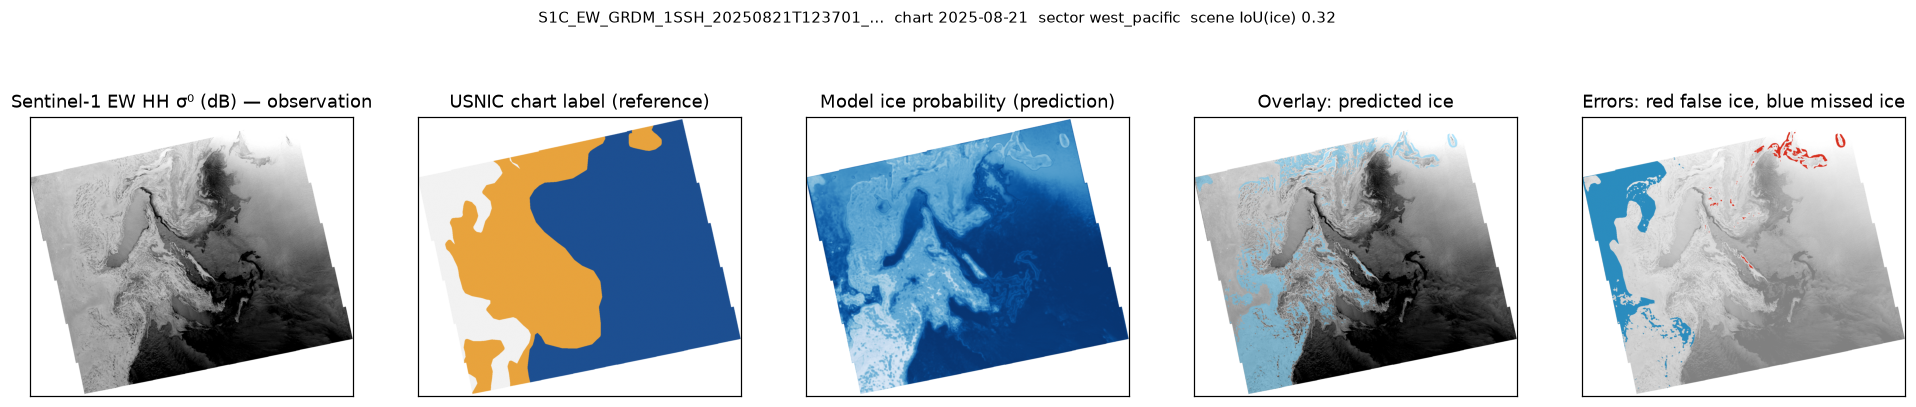 S1C_EW_GRDM_1SSH_20250821T123701_...  chart 2025-08-21  sector west_pacific  scene IoU(ice) 0.32
Sentinel-1 EW HH σ⁰ (dB) — observation
USNIC chart label (reference)
Model ice probability (prediction)
Overlay: predicted ice
Errors: red false ice, blue missed ice